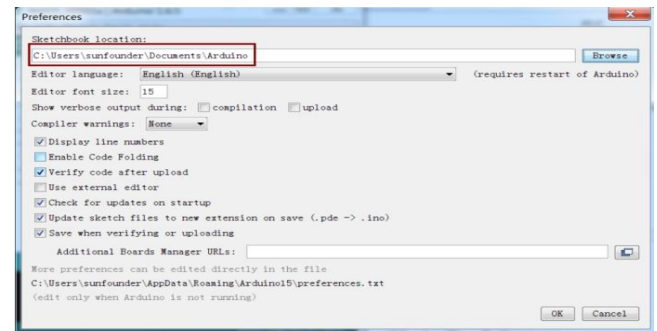 Preferences
Sketchbook location:
C:\Users\sunfounder\Documents\Arduino Browse
Editor language: English (English) (requires restart of Arduino)
Editor font size: 15
Show verbose output during: compilation upload
Compiler warnings: None
Display line numbers
Enable Code Folding
Verify code after upload
Use external editor
Check for updates on startup
Update sketch files to new extension on save (.pde -> .ino)
Save when verifying or uploading
Additional Boards Manager URLs:
More preferences can be edited directly in the file
C:\Users\sunfounder\AppData\Roaming\Arduino15\preferences.txt
(edit only when Arduino is not running)
OK Cancel